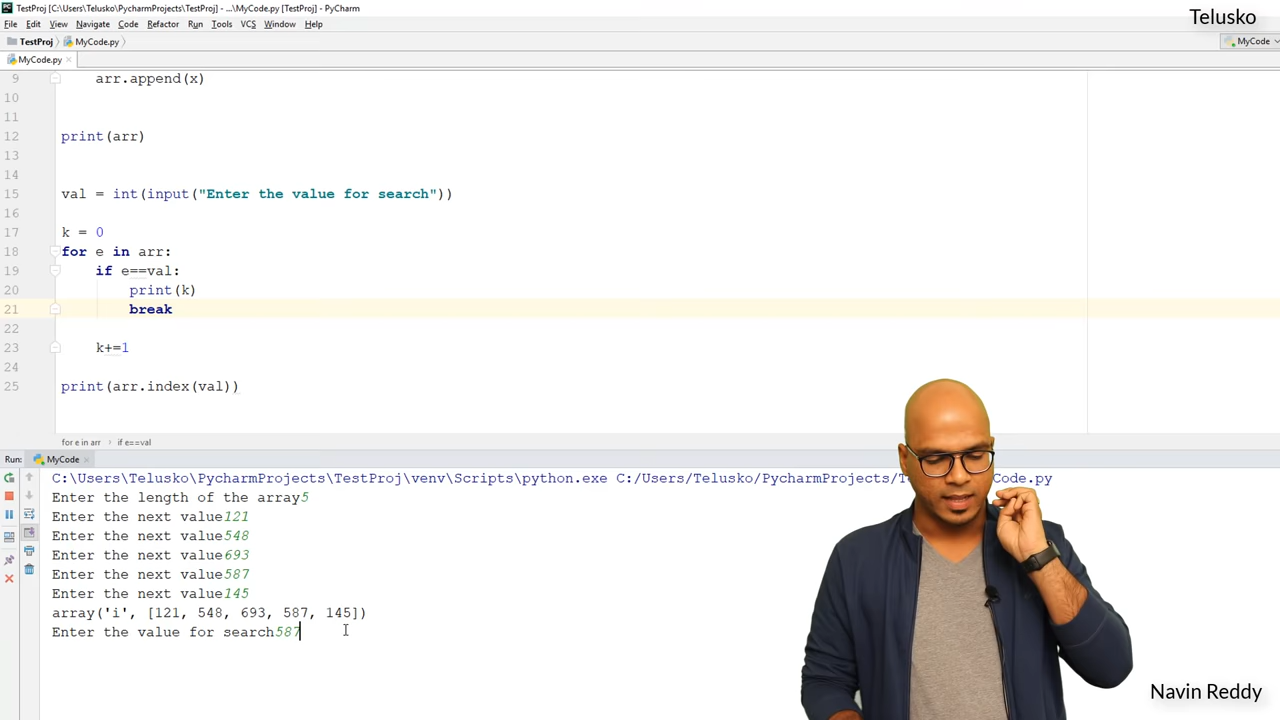 TestProj [C:\Users\Telusko\PycharmProjects\TestProj] - ...\MyCode.py [TestProj] - PyCharm
Telusko
File Edit View Navigate Code Refactor Run Tools VCS Window Help
TestProj MyCode.py MyCode
MyCode.py
9 arr.append(x)
10
11
12 print(arr)
13
14
15 val = int(input("Enter the value for search"))
16
17 k = 0
18 for e in arr:
19 if e==val:
20 print(k)
21 break
22
23 k+=1
24
25 print(arr.index(val))
for e in arr if e==val
Run: MyCode
C:\Users\Telusko\PycharmProjects\TestProj\venv\Scripts\python.exe C:/Users/Telusko/PycharmProjects/T Code.py
Enter the length of the array5
Enter the next value121
Enter the next value548
Enter the next value693
Enter the next value587
Enter the next value145
array('i', [121, 548, 693, 587, 145])
Enter the value for search587
Navin Reddy